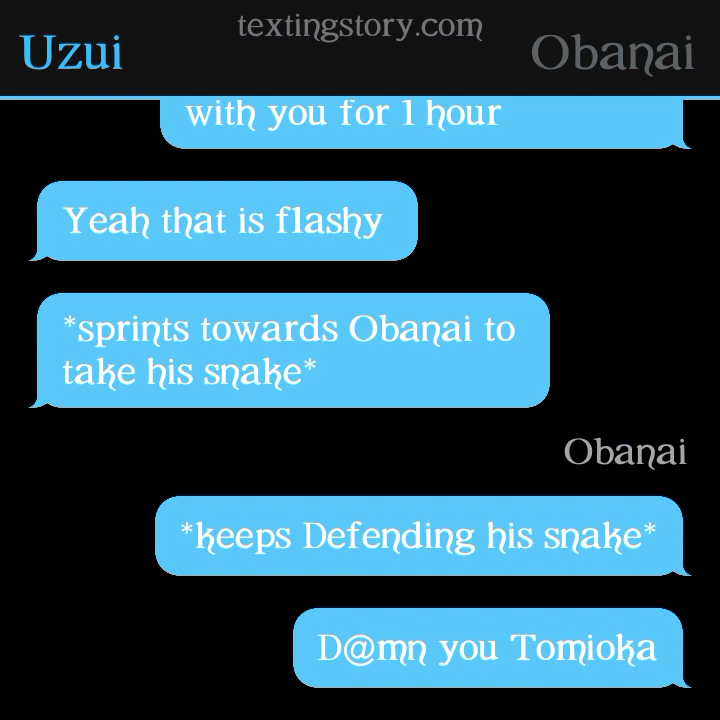 textingstory.com
Uzui
Obanai
with you for 1 hour
Yeah that is flashy
*sprints towards Obanai to
take his snake*
Obanai
*keeps Defending his snake*
D@mn you Tomioka